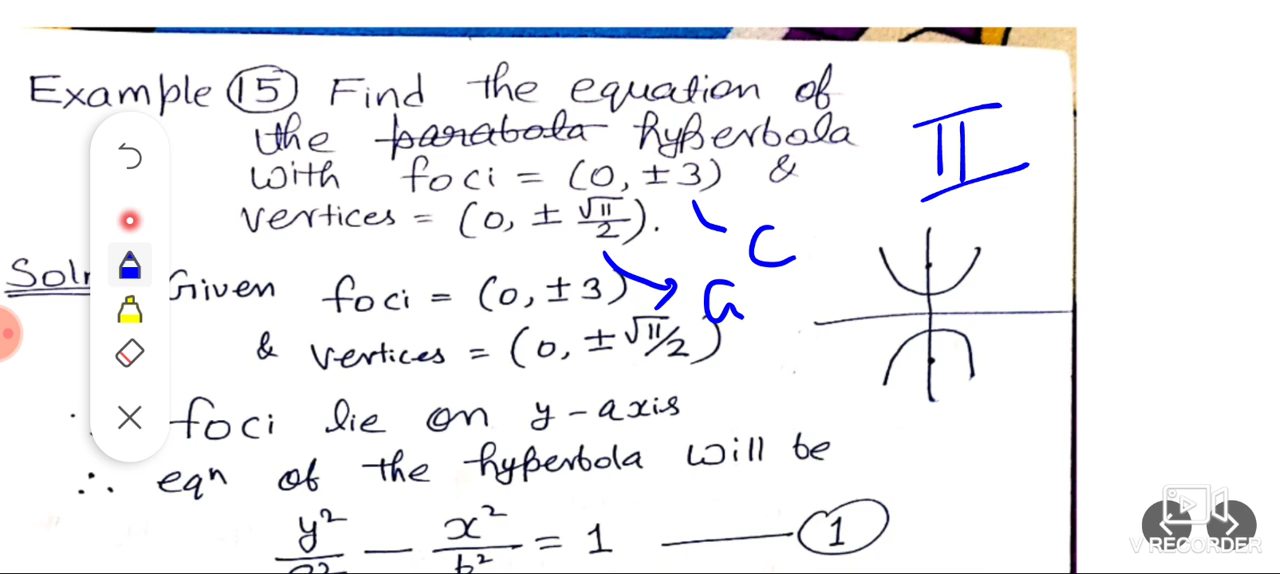 Example 15 Find the equation of
the parabola hyperbola
with foci = (0, ±3) &
vertices = (0, ± √11/2).
II
C
Soln Given foci = (0, ±3)
a
& vertices = (0, ± √11/2)
foci lie on y-axis
∴ eqn of the hyperbola will be
y²/a² - x²/b² = 1 1
V RECORDER